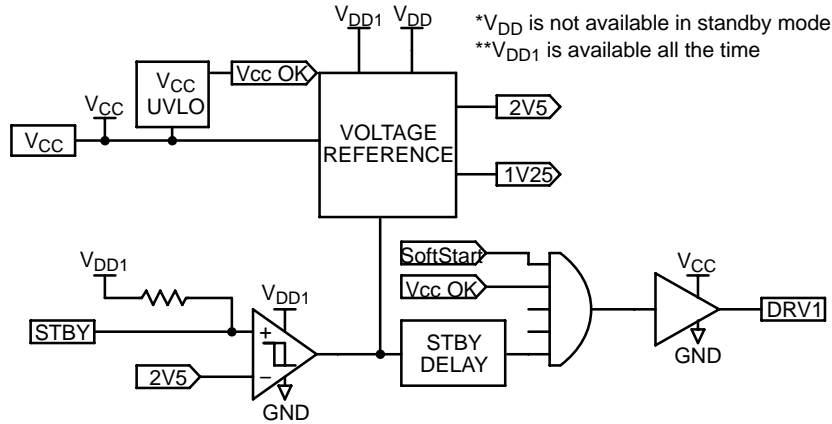 VDD1 VDD
*VDD is not available in standby mode
**VDD1 is available all the time
VCC
UVLO
Vcc OK
VCC
VCC
VOLTAGE
REFERENCE
2V5
1V25
VDD1
STBY
2V5
VDD1
+
−
GND
SoftStart
Vcc OK
STBY
DELAY
VCC
GND
DRV1